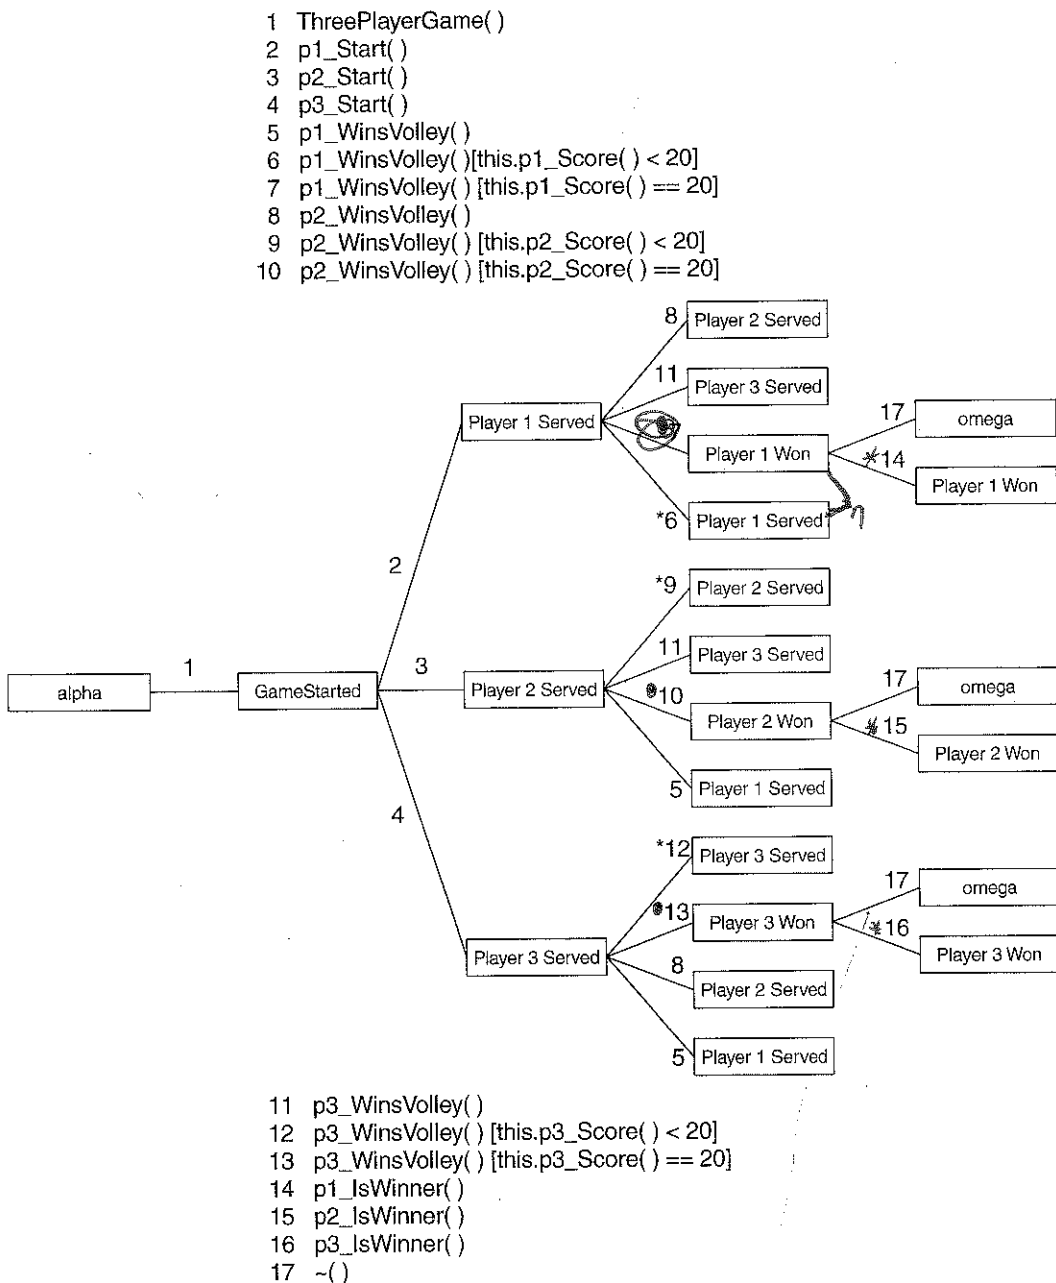 1 ThreePlayerGame( )
2 p1_Start( )
3 p2_Start( )
4 p3_Start( )
5 p1_WinsVolley( )
6 p1_WinsVolley( )[this.p1_Score( ) < 20]
7 p1_WinsVolley( ) [this.p1_Score( ) == 20]
8 p2_WinsVolley( )
9 p2_WinsVolley( ) [this.p2_Score( ) < 20]
10 p2_WinsVolley( ) [this.p2_Score( ) == 20]
8 Player 2 Served
11 Player 3 Served
17 omega
Player 1 Served
Player 1 Won
*14 Player 1 Won
*6 Player 1 Served
7
2
*9 Player 2 Served
11 Player 3 Served
17 omega
alpha 1 GameStarted 3 Player 2 Served
10 Player 2 Won
*15 Player 2 Won
5 Player 1 Served
4
*12 Player 3 Served
17 omega
13 Player 3 Won
*16 Player 3 Won
Player 3 Served
8 Player 2 Served
5 Player 1 Served
11 p3_WinsVolley( )
12 p3_WinsVolley( ) [this.p3_Score( ) < 20]
13 p3_WinsVolley( ) [this.p3_Score( ) == 20]
14 p1_IsWinner( )
15 p2_IsWinner( )
16 p3_IsWinner( )
17 ~( )